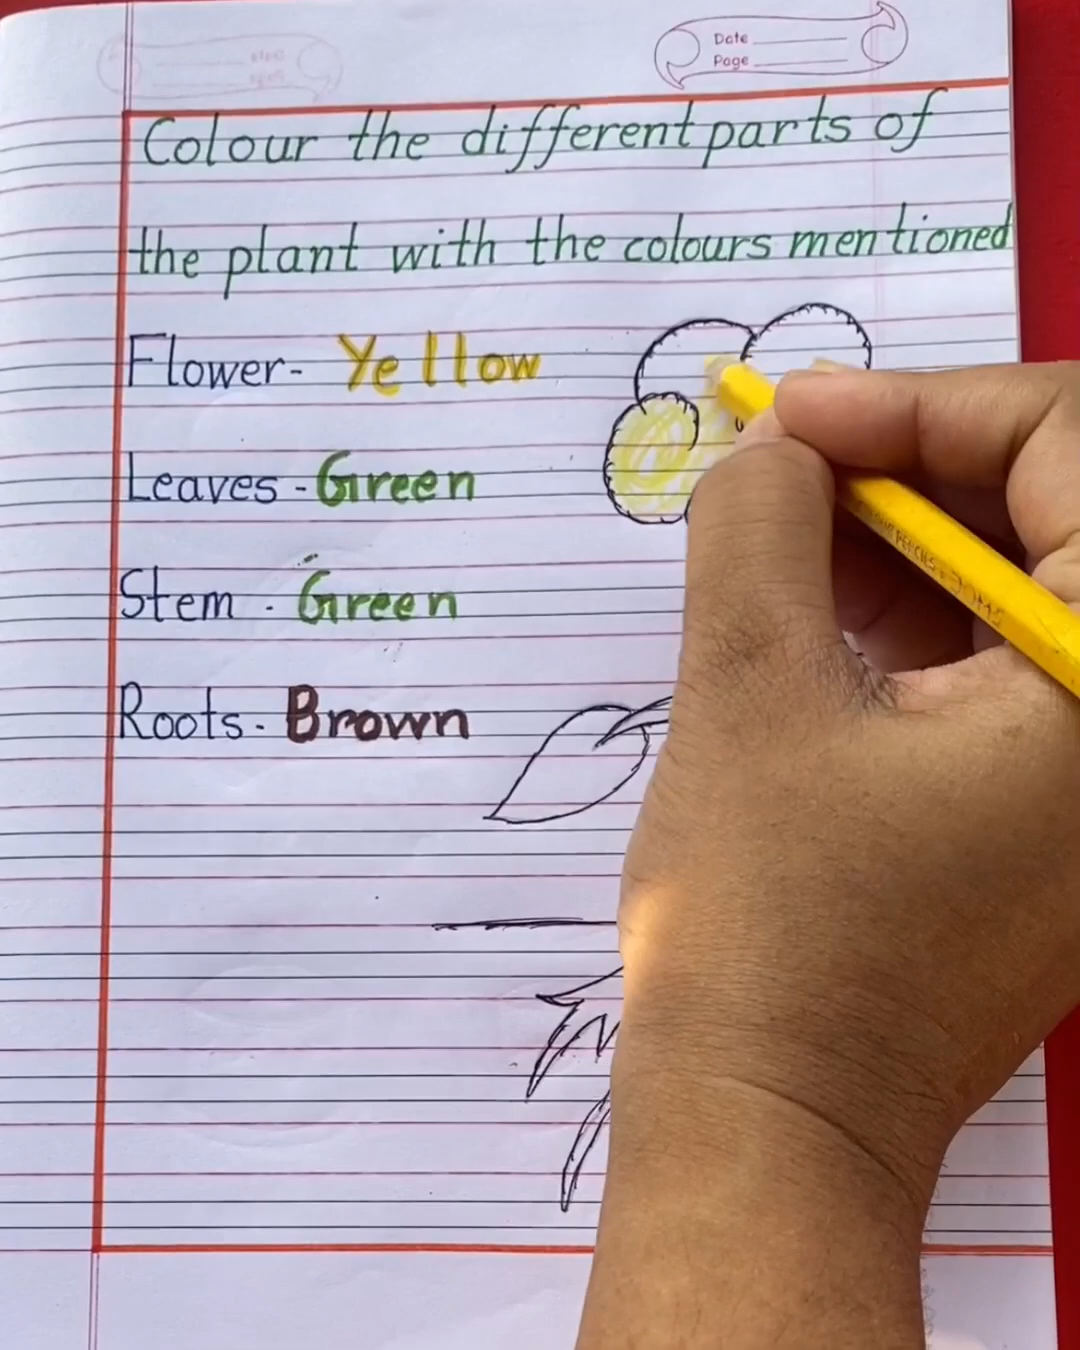 Date
Page
Colour the different parts of
the plant with the colours mentioned
Flower - Yellow
Leaves - Green
Stem - Green
Roots - Brown
DOMS